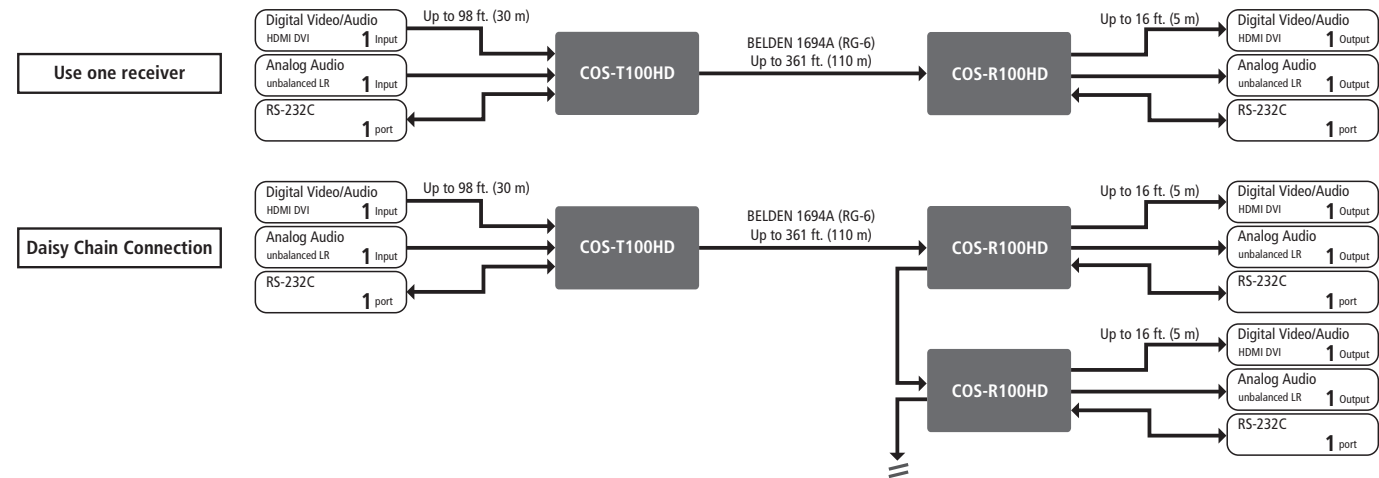 Use one receiver
Digital Video/Audio
HDMI DVI 1 Input
Analog Audio
unbalanced LR 1 Input
RS-232C
1 port
Up to 98 ft. (30 m)
COS-T100HD
BELDEN 1694A (RG-6)
Up to 361 ft. (110 m)
COS-R100HD
Up to 16 ft. (5 m)
Digital Video/Audio
HDMI DVI 1 Output
Analog Audio
unbalanced LR 1 Output
RS-232C
1 port
Daisy Chain Connection
Digital Video/Audio
HDMI DVI 1 Input
Analog Audio
unbalanced LR 1 Input
RS-232C
1 port
Up to 98 ft. (30 m)
COS-T100HD
BELDEN 1694A (RG-6)
Up to 361 ft. (110 m)
COS-R100HD
Up to 16 ft. (5 m)
Digital Video/Audio
HDMI DVI 1 Output
Analog Audio
unbalanced LR 1 Output
RS-232C
1 port
COS-R100HD
Up to 16 ft. (5 m)
Digital Video/Audio
HDMI DVI 1 Output
Analog Audio
unbalanced LR 1 Output
RS-232C
1 port